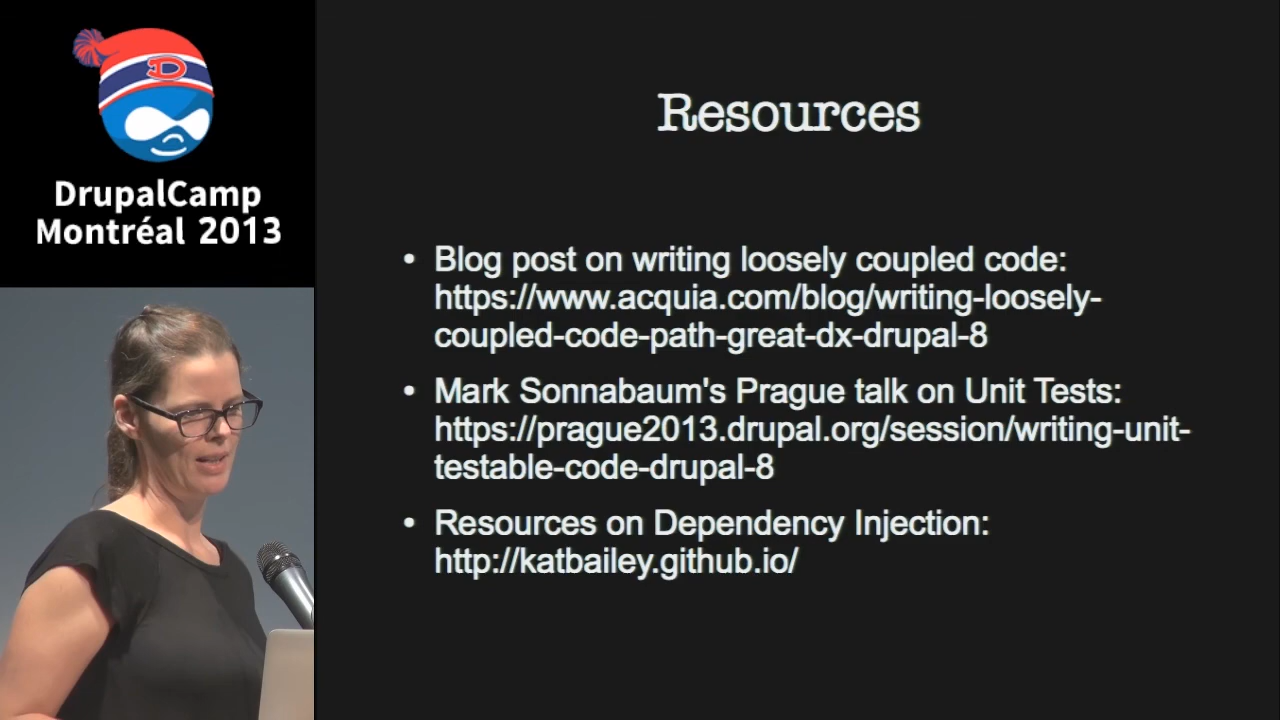 D
DrupalCamp
Montréal 2013
Resources
• Blog post on writing loosely coupled code:
https://www.acquia.com/blog/writing-loosely-
coupled-code-path-great-dx-drupal-8
• Mark Sonnabaum's Prague talk on Unit Tests:
https://prague2013.drupal.org/session/writing-unit-
testable-code-drupal-8
• Resources on Dependency Injection:
http://katbailey.github.io/